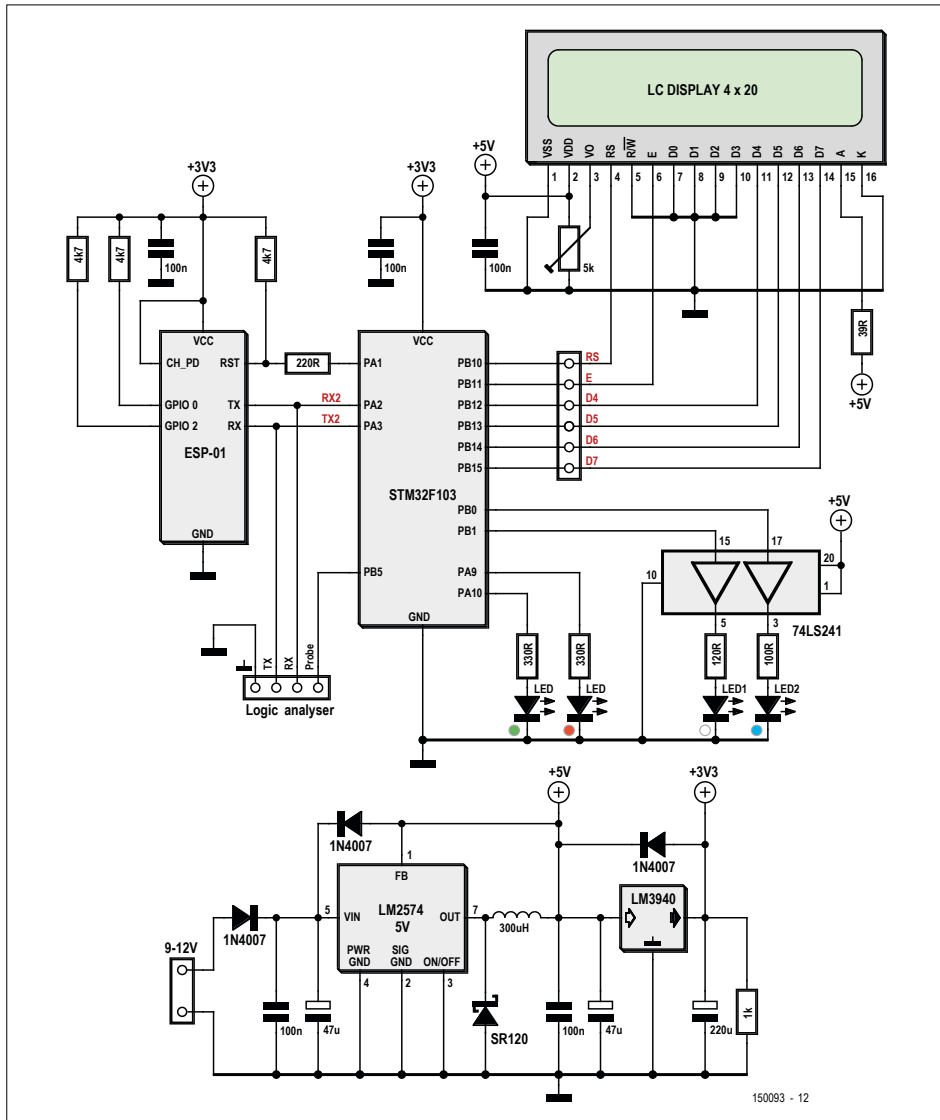 LC DISPLAY 4 x 20
VSS
VDD
VO
RS
R/W
E
D0
D1
D2
D3
D4
D5
D6
D7
A
K
1
2
3
4
5
6
7
8
9
10
11
12
13
14
15
16
+5V
100n
5k
39R
+5V
+3V3
+3V3
4k7
4k7
100n
4k7
100n
VCC
CH_PD
RST
GPIO 0
TX
GPIO 2
RX
ESP-01
GND
220R
RX2
TX2
VCC
PA1
PB10
PB11
PA2
PB12
PA3
PB13
PB14
PB15
STM32F103
PB0
PB1
PB5
PA9
PA10
GND
RS
E
D4
D5
D6
D7
+5V
15
17
20
10
1
5
3
74LS241
330R
330R
120R
100R
LED
LED
LED1
LED2
TX
RX
Probe
Logic analyser
+5V
+3V3
1N4007
1
FB
1N4007
LM3940
9-12V
1N4007
5
VIN
LM2574
5V
OUT
7
300uH
PWR
GND
SIG
GND
ON/OFF
4
2
3
100n
47u
SR120
100n
47u
220u
1k
150093 - 12